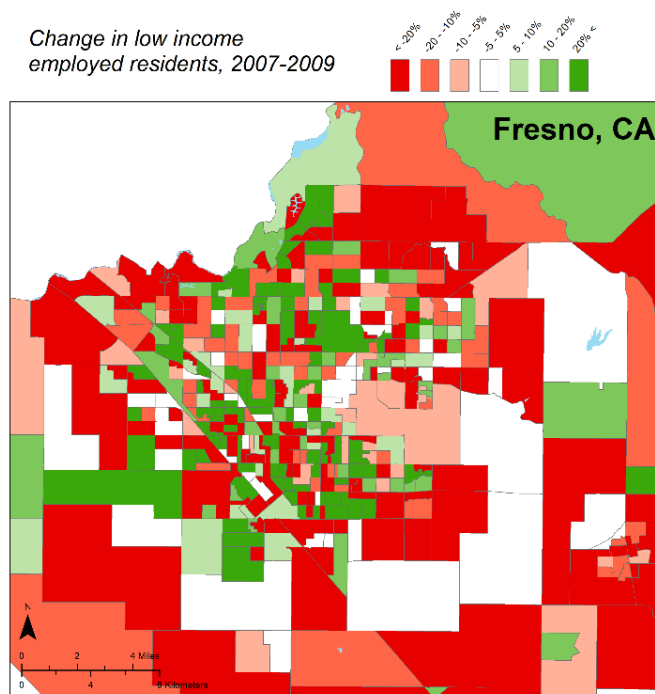 Change in low income
employed residents, 2007-2009
< -20%
-20 - -10%
-10 - -5%
-5 - 5%
5 - 10%
10 - 20%
20% <
Fresno, CA
N
0 2 4 Miles
0 4 8 Kilometers